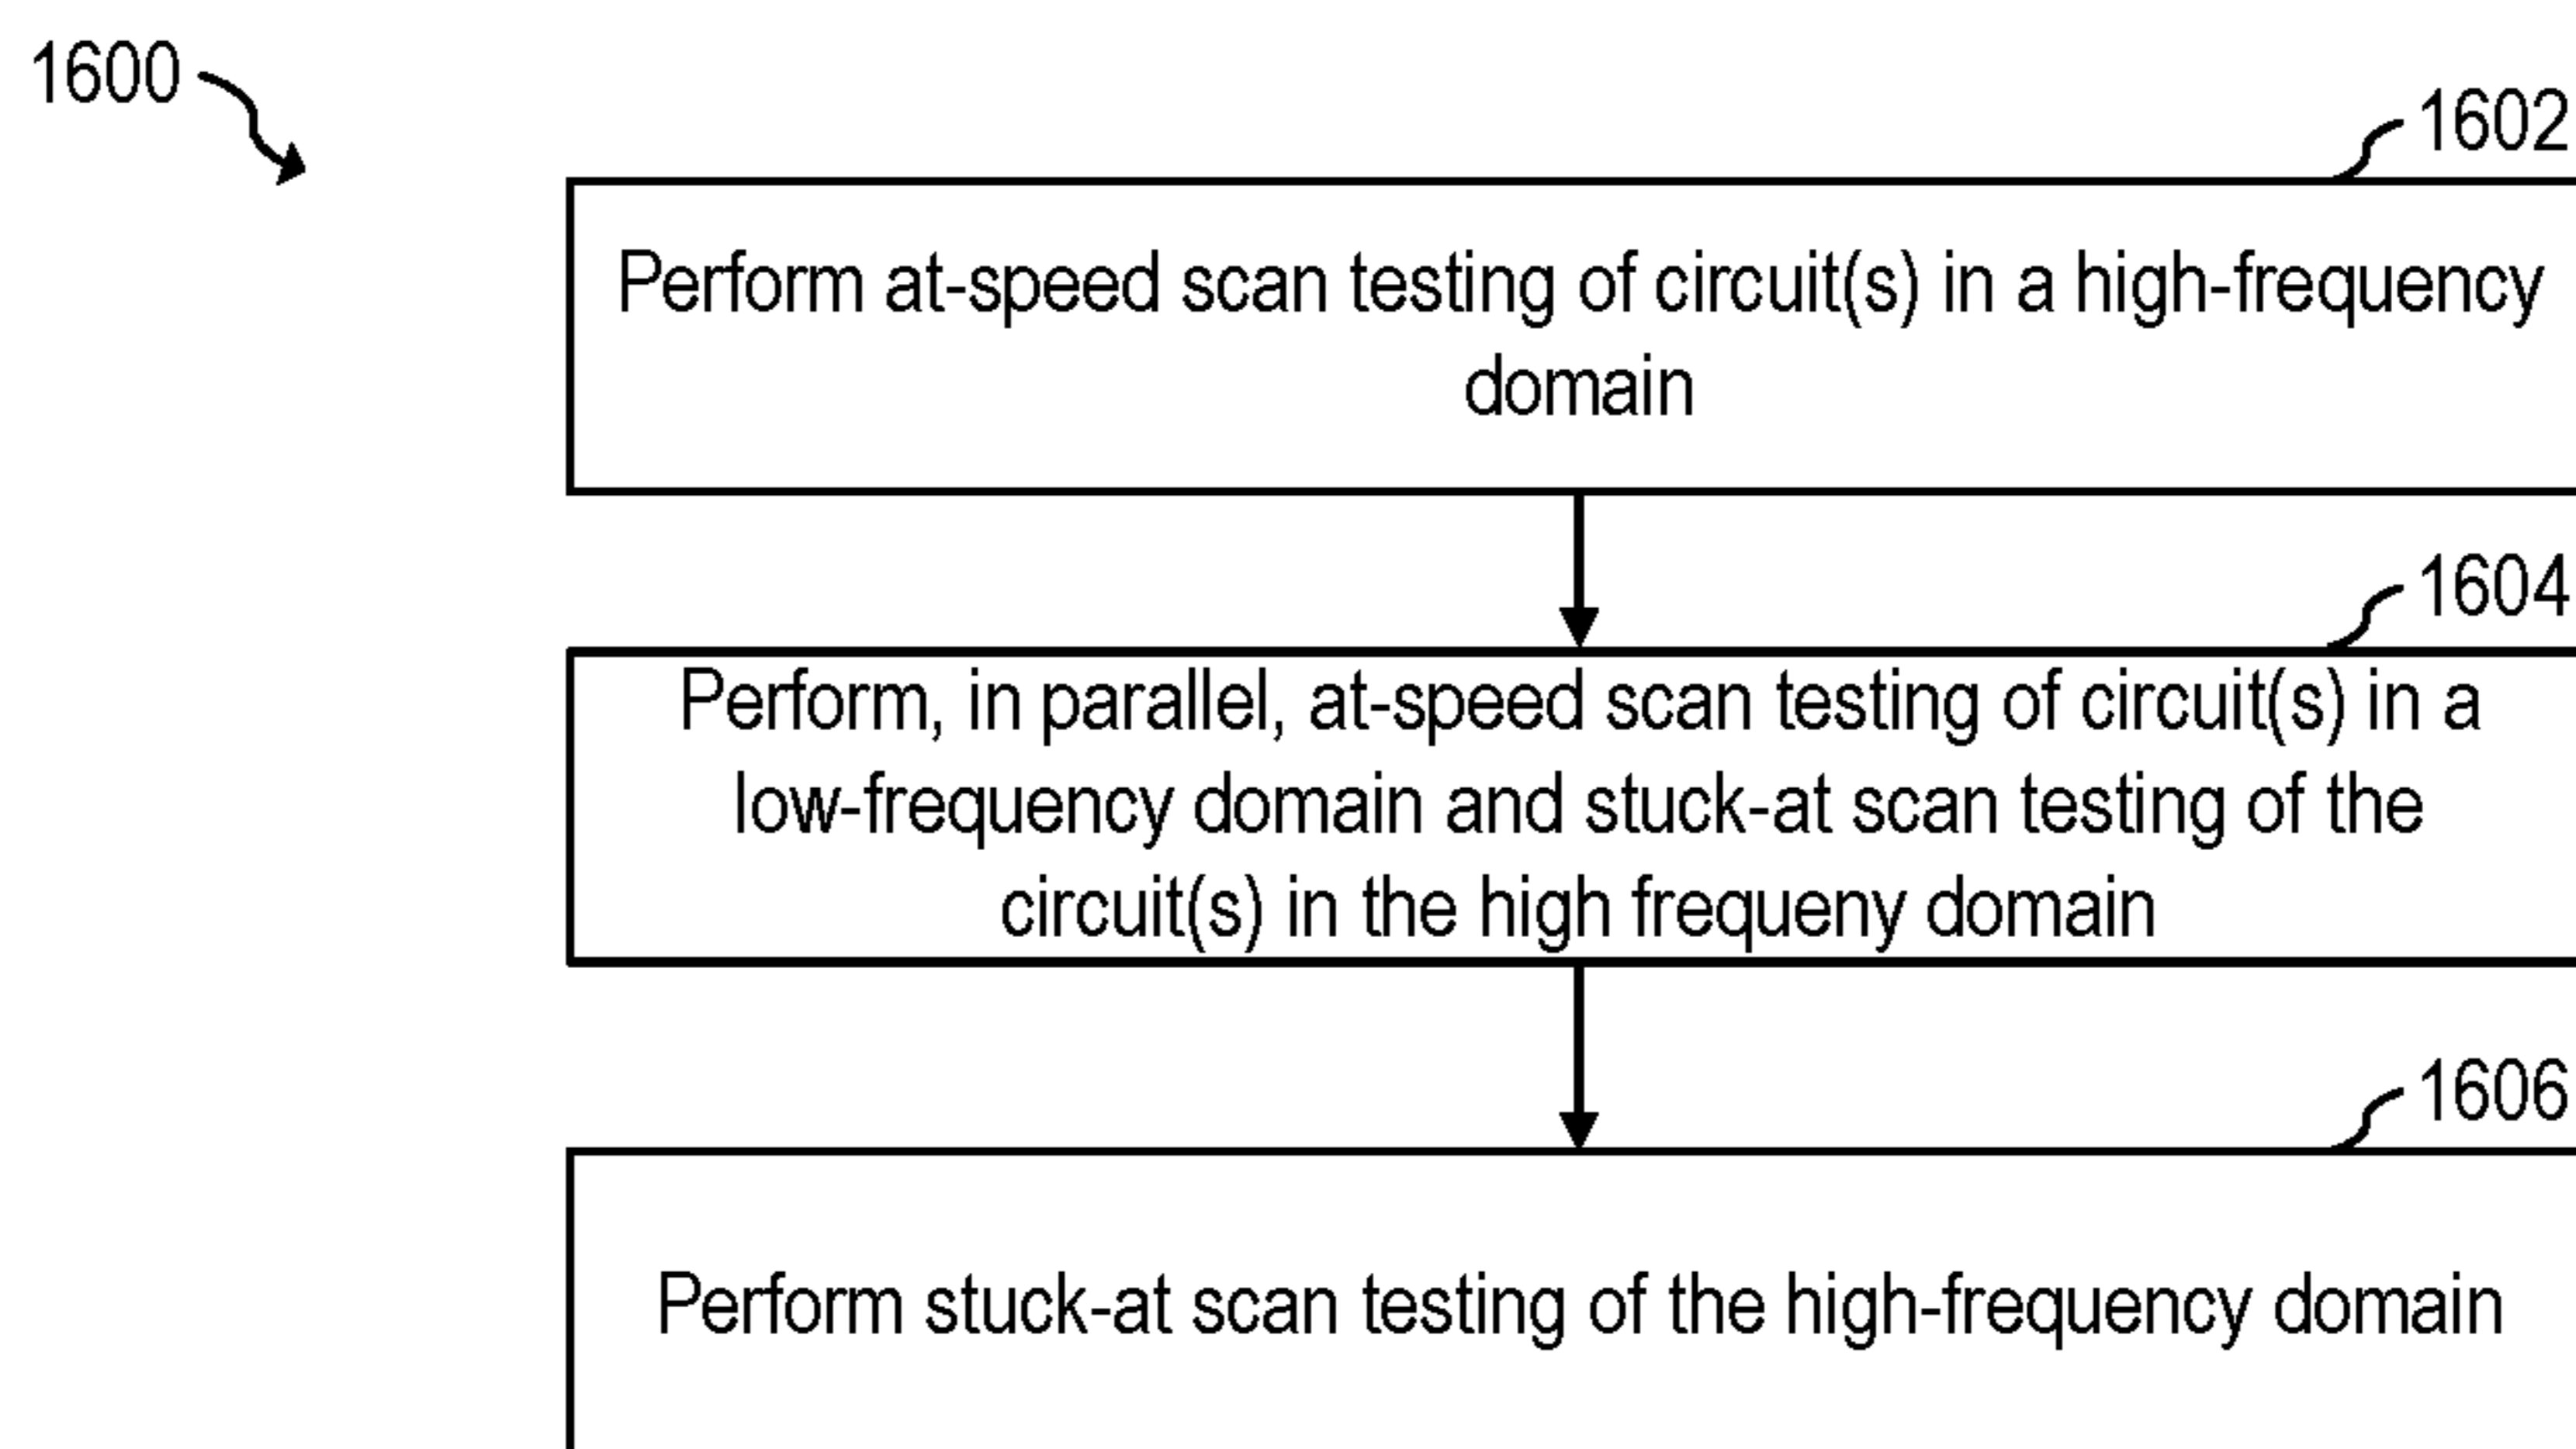 1600
1602
Perform at-speed scan testing of circuit(s) in a high-frequency
domain
1604
Perform, in parallel, at-speed scan testing of circuit(s) in a
low-frequency domain and stuck-at scan testing of the
circuit(s) in the high frequeny domain
1606
Perform stuck-at scan testing of the high-frequency domain